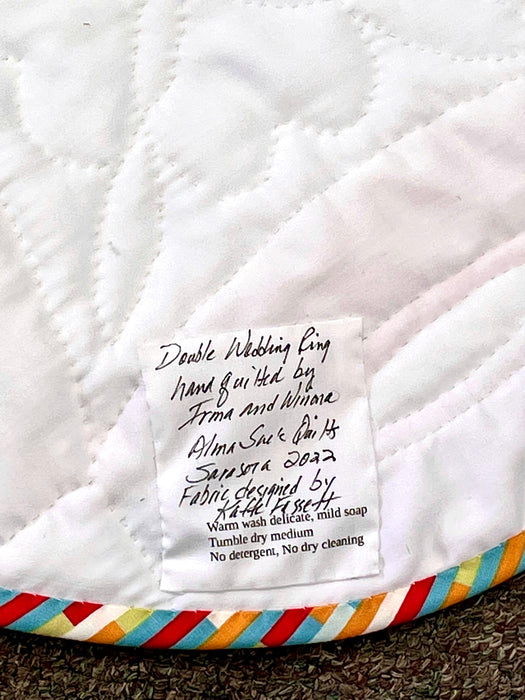 Double Wedding Ring
hand quilted by
Irma and Winona
Alma Sue's Quilts
Sarasota 2022
Fabric designed by
Kaffe Fassett
Warm wash delicate, mild soap
Tumble dry medium
No detergent, No dry cleaning